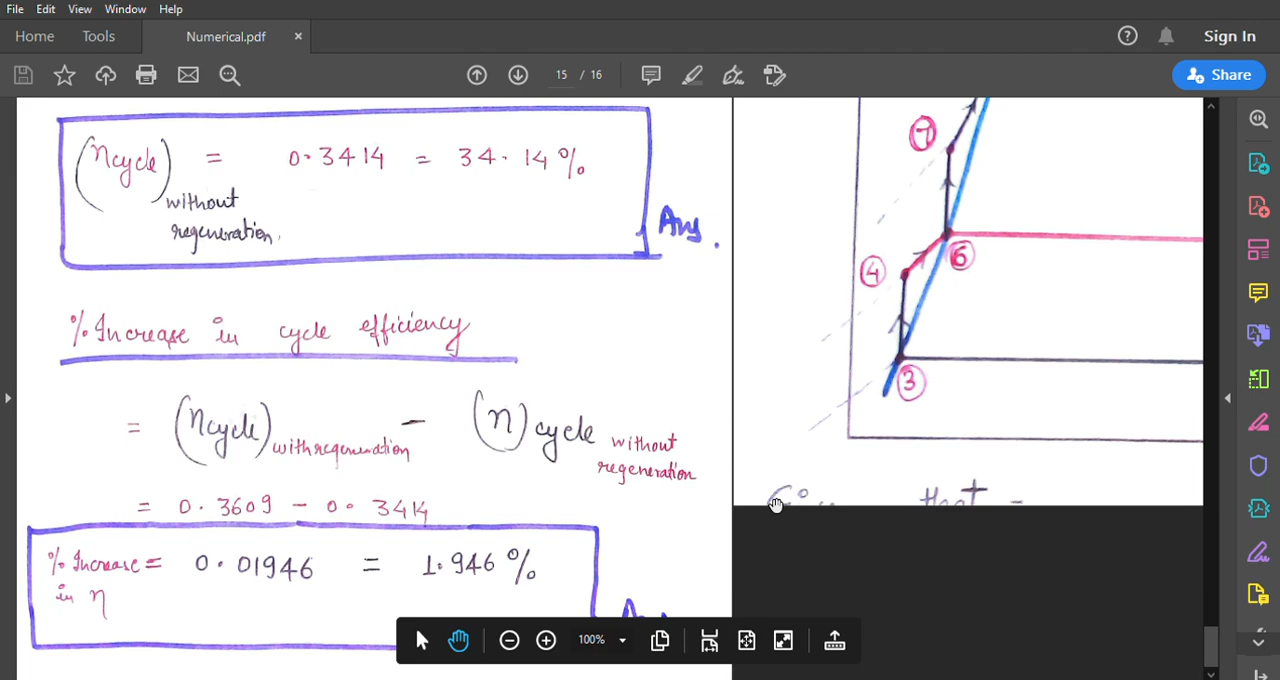 File Edit View Window Help
Home Tools Numerical.pdf × Sign In
15 / 16 Share
(ηcycle) without regeneration. = 0.3414 = 34.14 %
Ans.
% Increase in cycle efficiency
= (ηcycle) with regeneration - (η) cycle without regeneration
= 0.3609 - 0.3414
% Increase in η = 0.01946 = 1.946 %
7
4
6
3
that -
100%